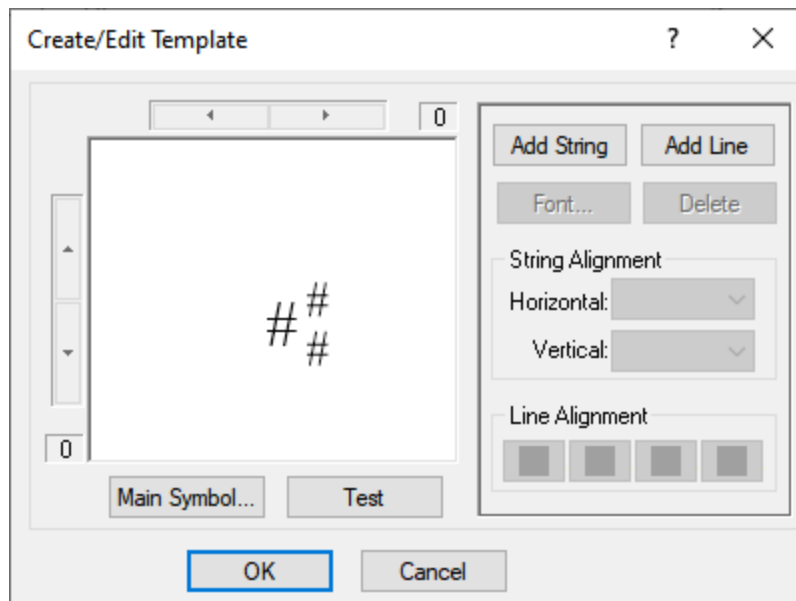 Create/Edit Template
0
Add String
Add Line
Font...
Delete
#
#
#
String Alignment
Horizontal:
Vertical:
Line Alignment
0
Main Symbol...
Test
OK
Cancel